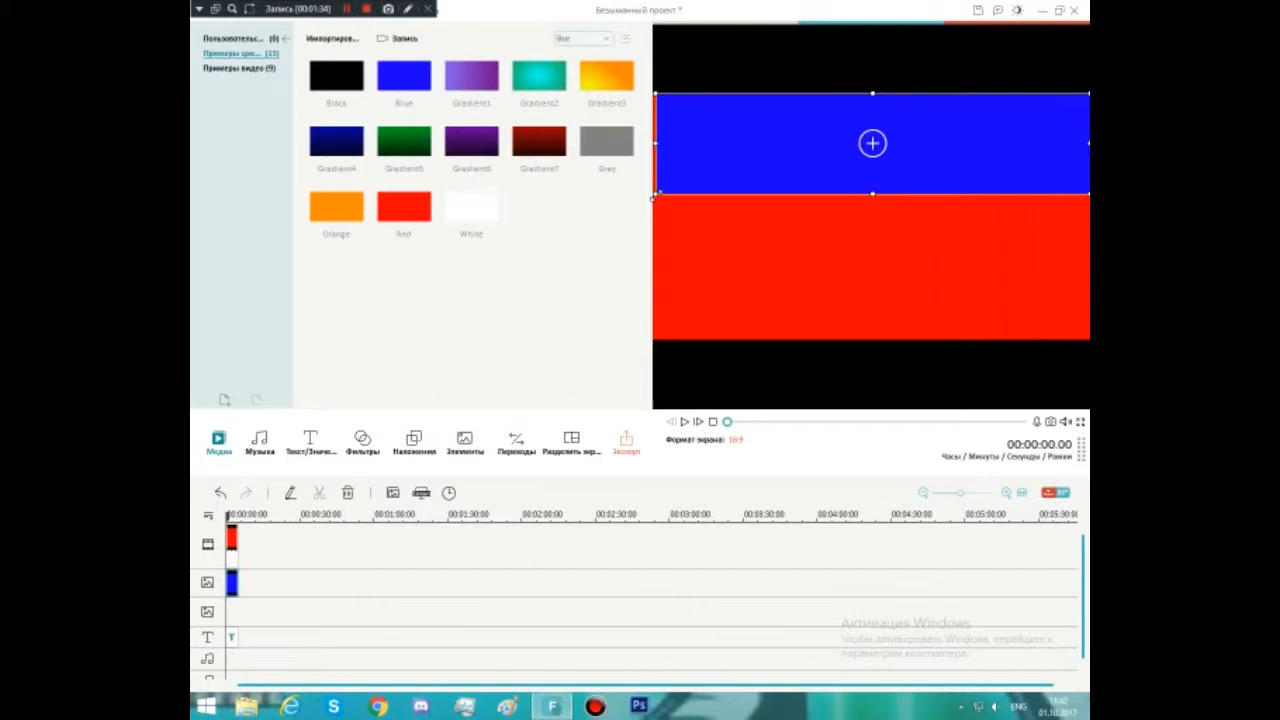 Запись [00:01:34]
Безымянный проект *
Пользовательс... (0)
Импортиров...
Запись
Все
Примеры цве... (13)
Примеры видео (9)
Black
Blue
Gradient1
Gradient2
Gradient3
Gradient4
Gradient5
Gradient6
Gradient7
Grey
Orange
Red
White
Формат экрана: 16:9
00:00:00.00
Часы / Минуты / Секунды / Рамки
Медиа
Музыка
Текст/Значе...
Фильтры
Наложения
Элементы
Переходы
Разделить экр...
Экспорт
00:00:00:00
00:00:30:00
00:01:00:00
00:01:30:00
00:02:00:00
00:02:30:00
00:03:00:00
00:03:30:00
00:04:00:00
00:04:30:00
00:05:00:00
00:05:30:00
T
T
Активация Windows
Чтобы активировать Windows, перейдите к
параметрам компьютера.
F
Ps
ENG
01.10.2017